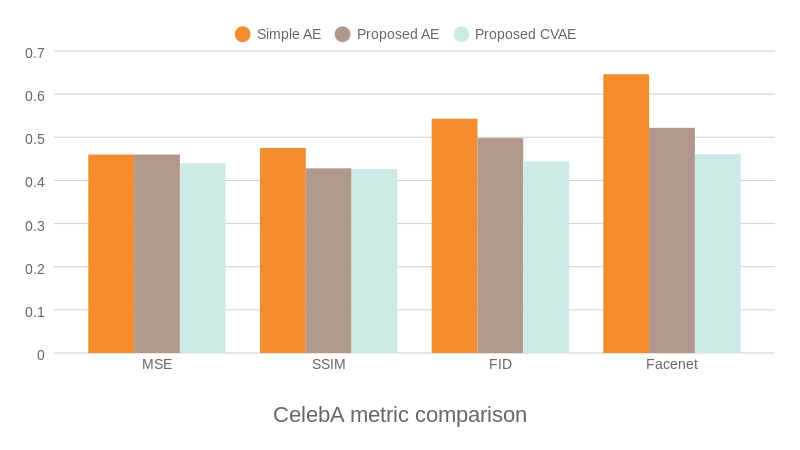 Simple AE Proposed AE Proposed CVAE
0.7
0.6
0.5
0.4
0.3
0.2
0.1
0
MSE SSIM FID Facenet
CelebA metric comparison